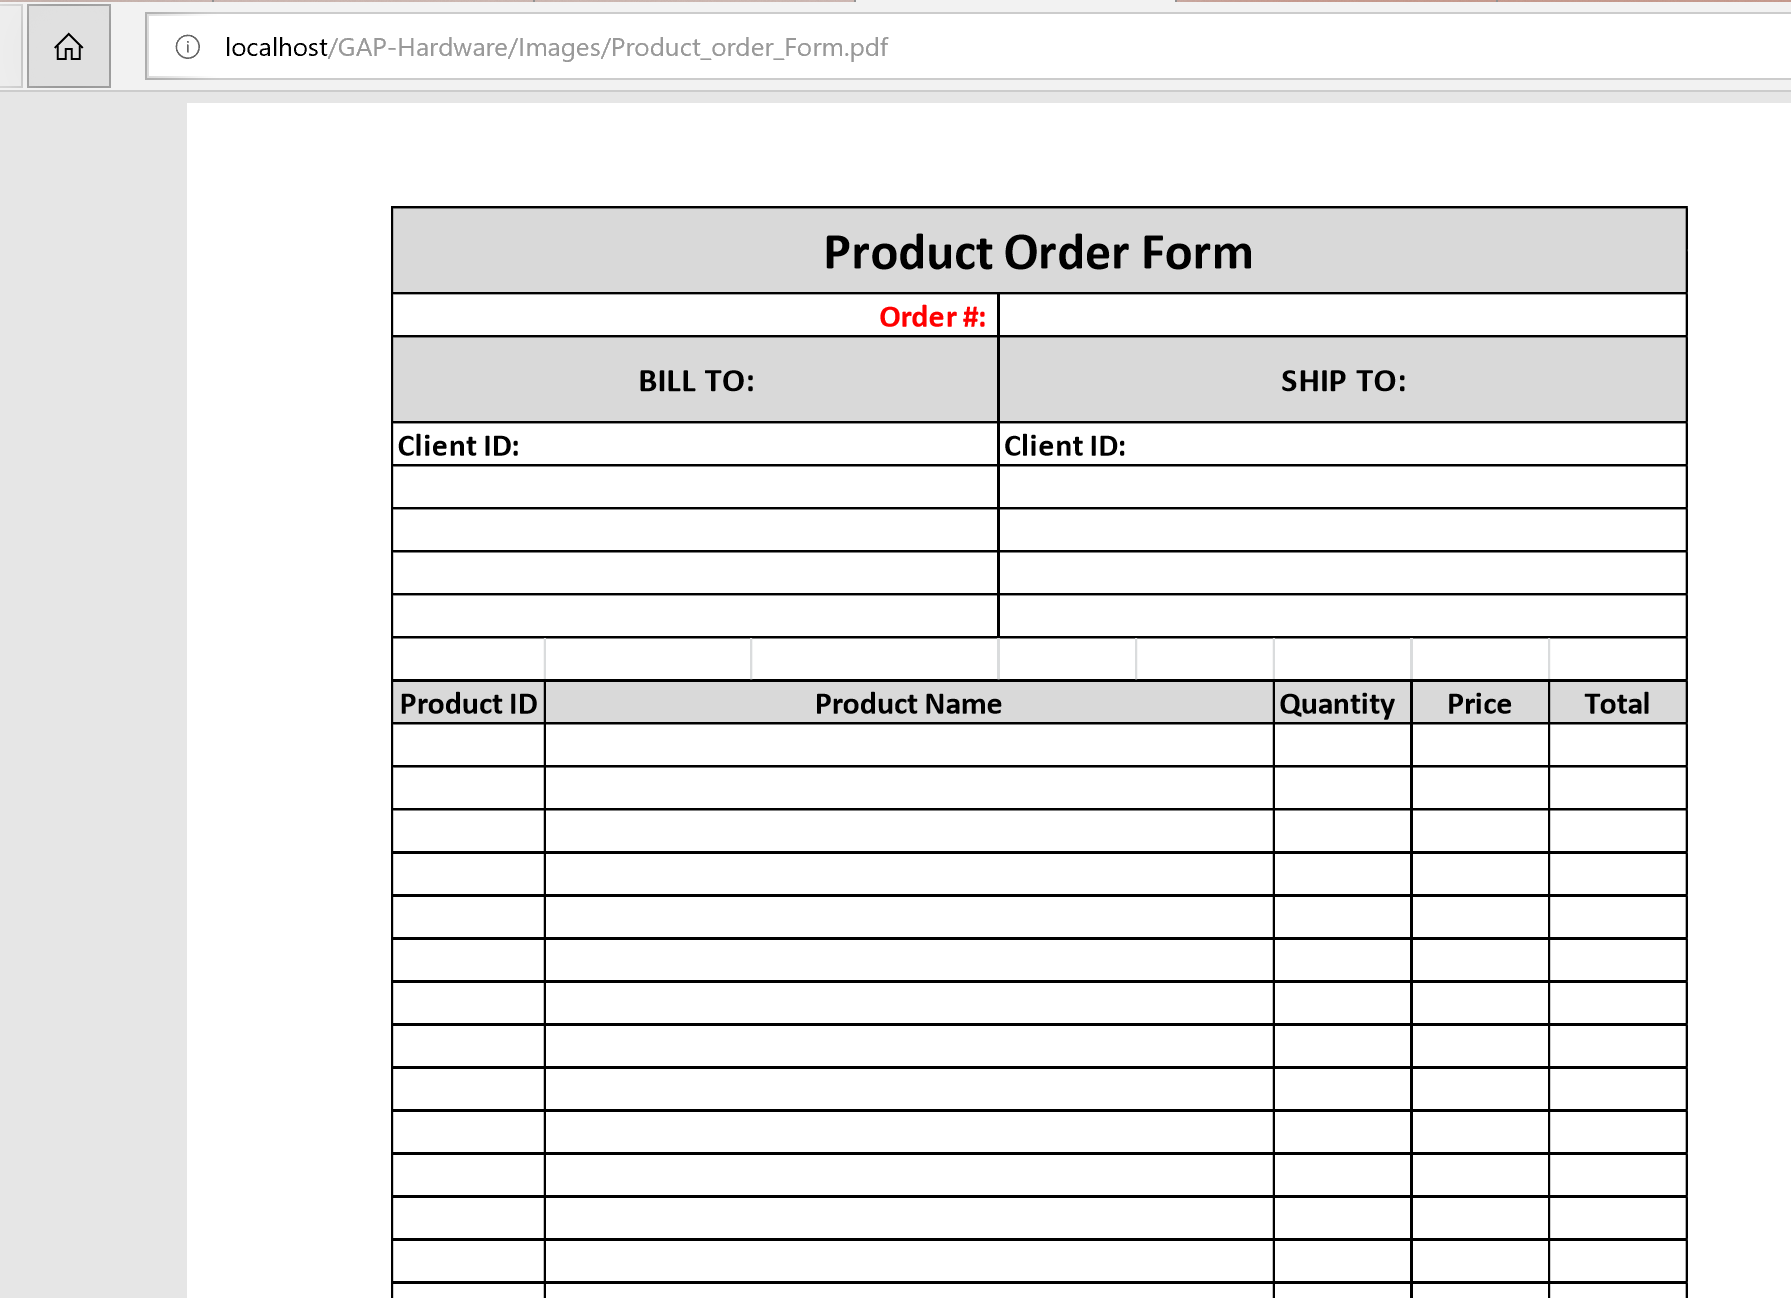 localhost/GAP-Hardware/Images/Product_order_Form.pdf
Product Order Form
Order #:
BILL TO: SHIP TO:
Client ID: Client ID:
Product ID Product Name Quantity Price Total